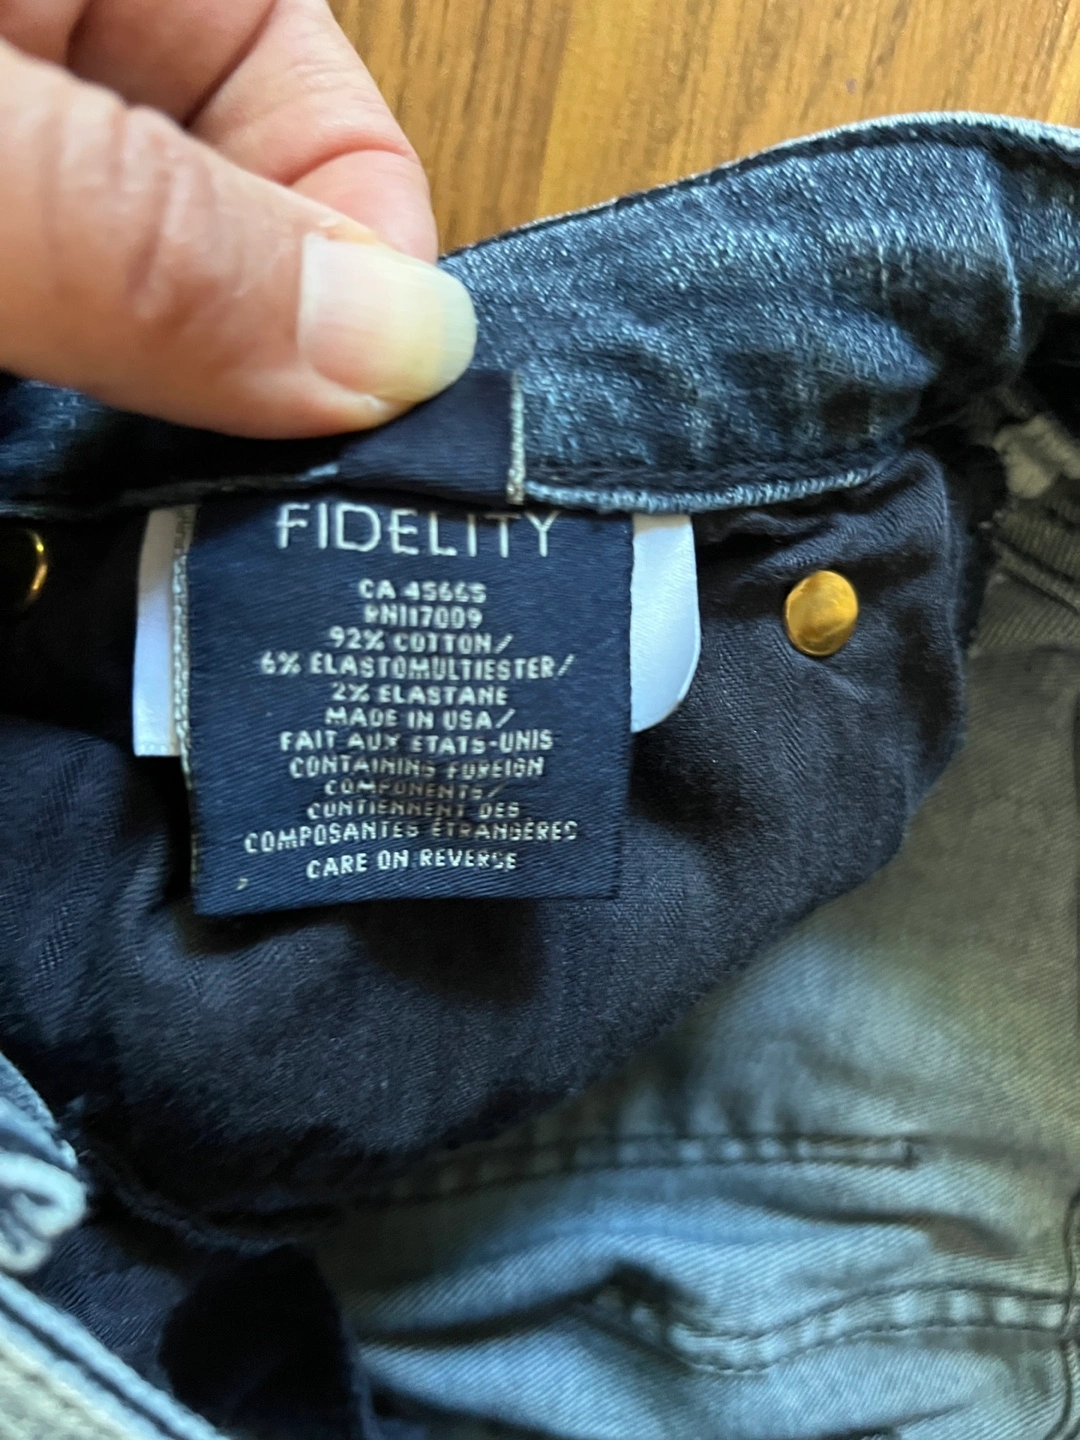 FIDELITY
CA 45665
RN117009
92% COTTON/
6% ELASTOMULTIESTER/
2% ELASTANE
MADE IN USA/
FAIT AUX ETATS-UNIS
CONTAINING FOREIGN
COMPONENTS/
CONTIENNENT DES
COMPOSANTES ÉTRANGÈRES
CARE ON REVERSE